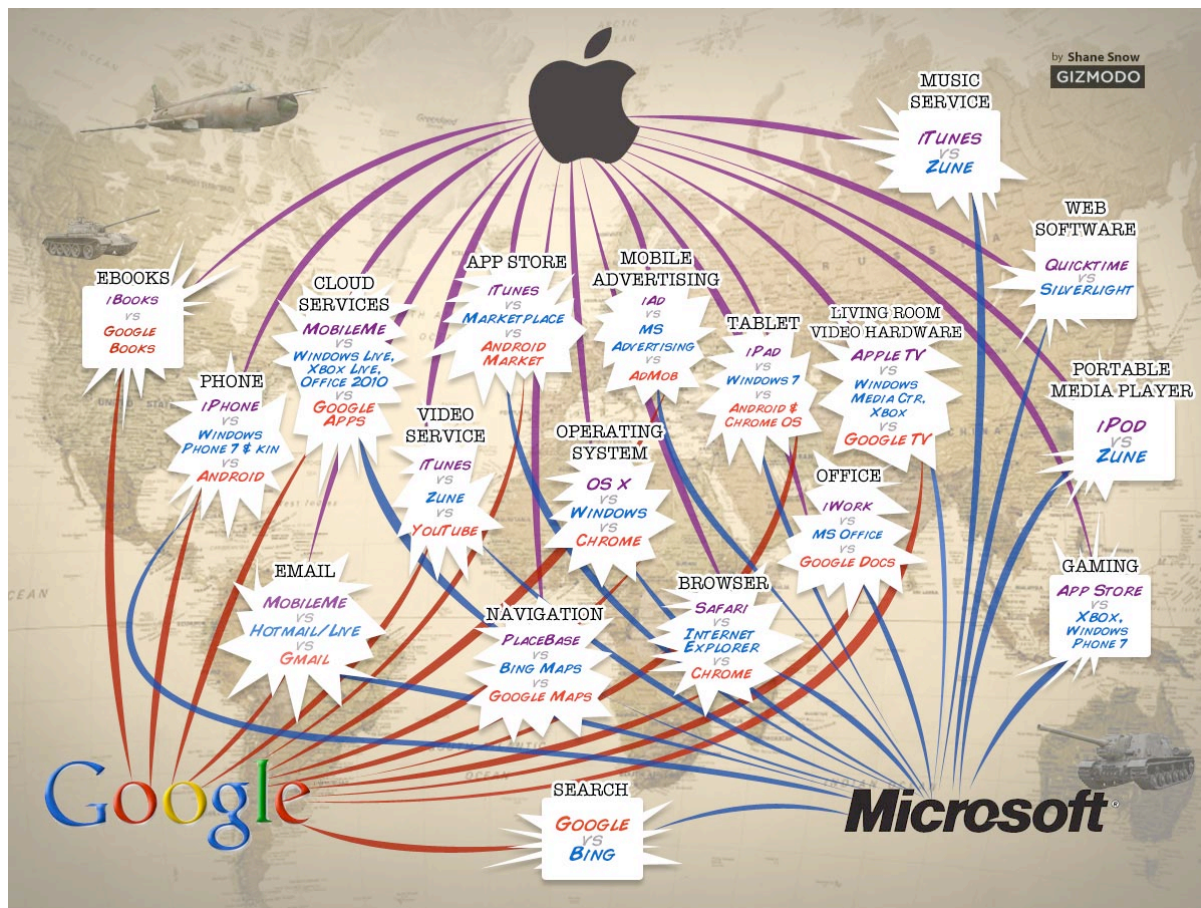 by Shane Snow
GIZMODO
MUSIC
SERVICE
iTUNES
VS
ZUNE
WEB
SOFTWARE
QUICKTIME
VS
SILVERLIGHT
EBOOKS
iBOOKS
VS
GOOGLE
BOOKS
CLOUD
SERVICES
MOBILEME
VS
WINDOWS LIVE,
XBOX LIVE,
OFFICE 2010
VS
GOOGLE
APPS
APP STORE
iTUNES
VS
MARKETPLACE
VS
ANDROID
MARKET
MOBILE
ADVERTISING
iAD
VS
MS
ADVERTISING
VS
ADMOB
TABLET
iPAD
VS
WINDOWS 7
VS
ANDROID &
CHROME OS
LIVING ROOM
VIDEO HARDWARE
APPLE TV
VS
WINDOWS
MEDIA CTR,
XBOX
VS
GOOGLE TV
PORTABLE
MEDIA PLAYER
iPOD
VS
ZUNE
PHONE
iPHONE
VS
WINDOWS
PHONE 7 & KIN
VS
ANDROID
VIDEO
SERVICE
iTUNES
VS
ZUNE
VS
YOUTUBE
OPERATING
SYSTEM
OS X
VS
WINDOWS
VS
CHROME
OFFICE
iWORK
VS
MS OFFICE
VS
GOOGLE DOCS
EMAIL
MOBILEME
VS
HOTMAIL/LIVE
VS
GMAIL
NAVIGATION
PLACEBASE
VS
BING MAPS
VS
GOOGLE MAPS
BROWSER
SAFARI
VS
INTERNET
EXPLORER
VS
CHROME
GAMING
APP STORE
VS
XBOX,
WINDOWS
PHONE 7
Google
SEARCH
GOOGLE
VS
BING
Microsoft®